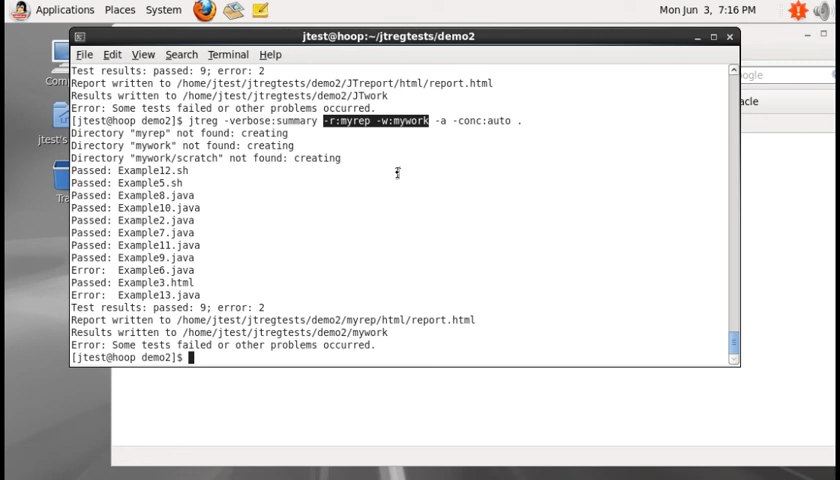 Applications Places System
Mon Jun 3, 7:16 PM
jtest@hoop:~/jtregtests/demo2
File Edit View Search Terminal Help
Test results: passed: 9; error: 2
Report written to /home/jtest/jtregtests/demo2/JTreport/html/report.html
Results written to /home/jtest/jtregtests/demo2/JTwork
Error: Some tests failed or other problems occurred.
[jtest@hoop demo2]$ jtreg -verbose:summary -r:myrep -w:mywork -a -conc:auto .
Directory "myrep" not found: creating
Directory "mywork" not found: creating
Directory "mywork/scratch" not found: creating
Passed: Example12.sh
Passed: Example5.sh
Passed: Example8.java
Passed: Example10.java
Passed: Example2.java
Passed: Example7.java
Passed: Example11.java
Passed: Example9.java
Error: Example6.java
Passed: Example3.html
Error: Example13.java
Test results: passed: 9; error: 2
Report written to /home/jtest/jtregtests/demo2/myrep/html/report.html
Results written to /home/jtest/jtregtests/demo2/mywork
Error: Some tests failed or other problems occurred.
[jtest@hoop demo2]$
Com
jtest's
Tra
ogle
acle